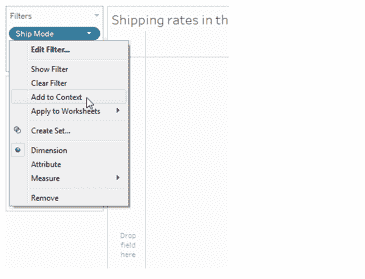 Filters
Shipping rates in th
Ship Mode
Edit Filter...
Show Filter
Clear Filter
Add to Context
Apply to Worksheets
Create Set...
Dimension
Attribute
Measure
Remove
Drop
field
here